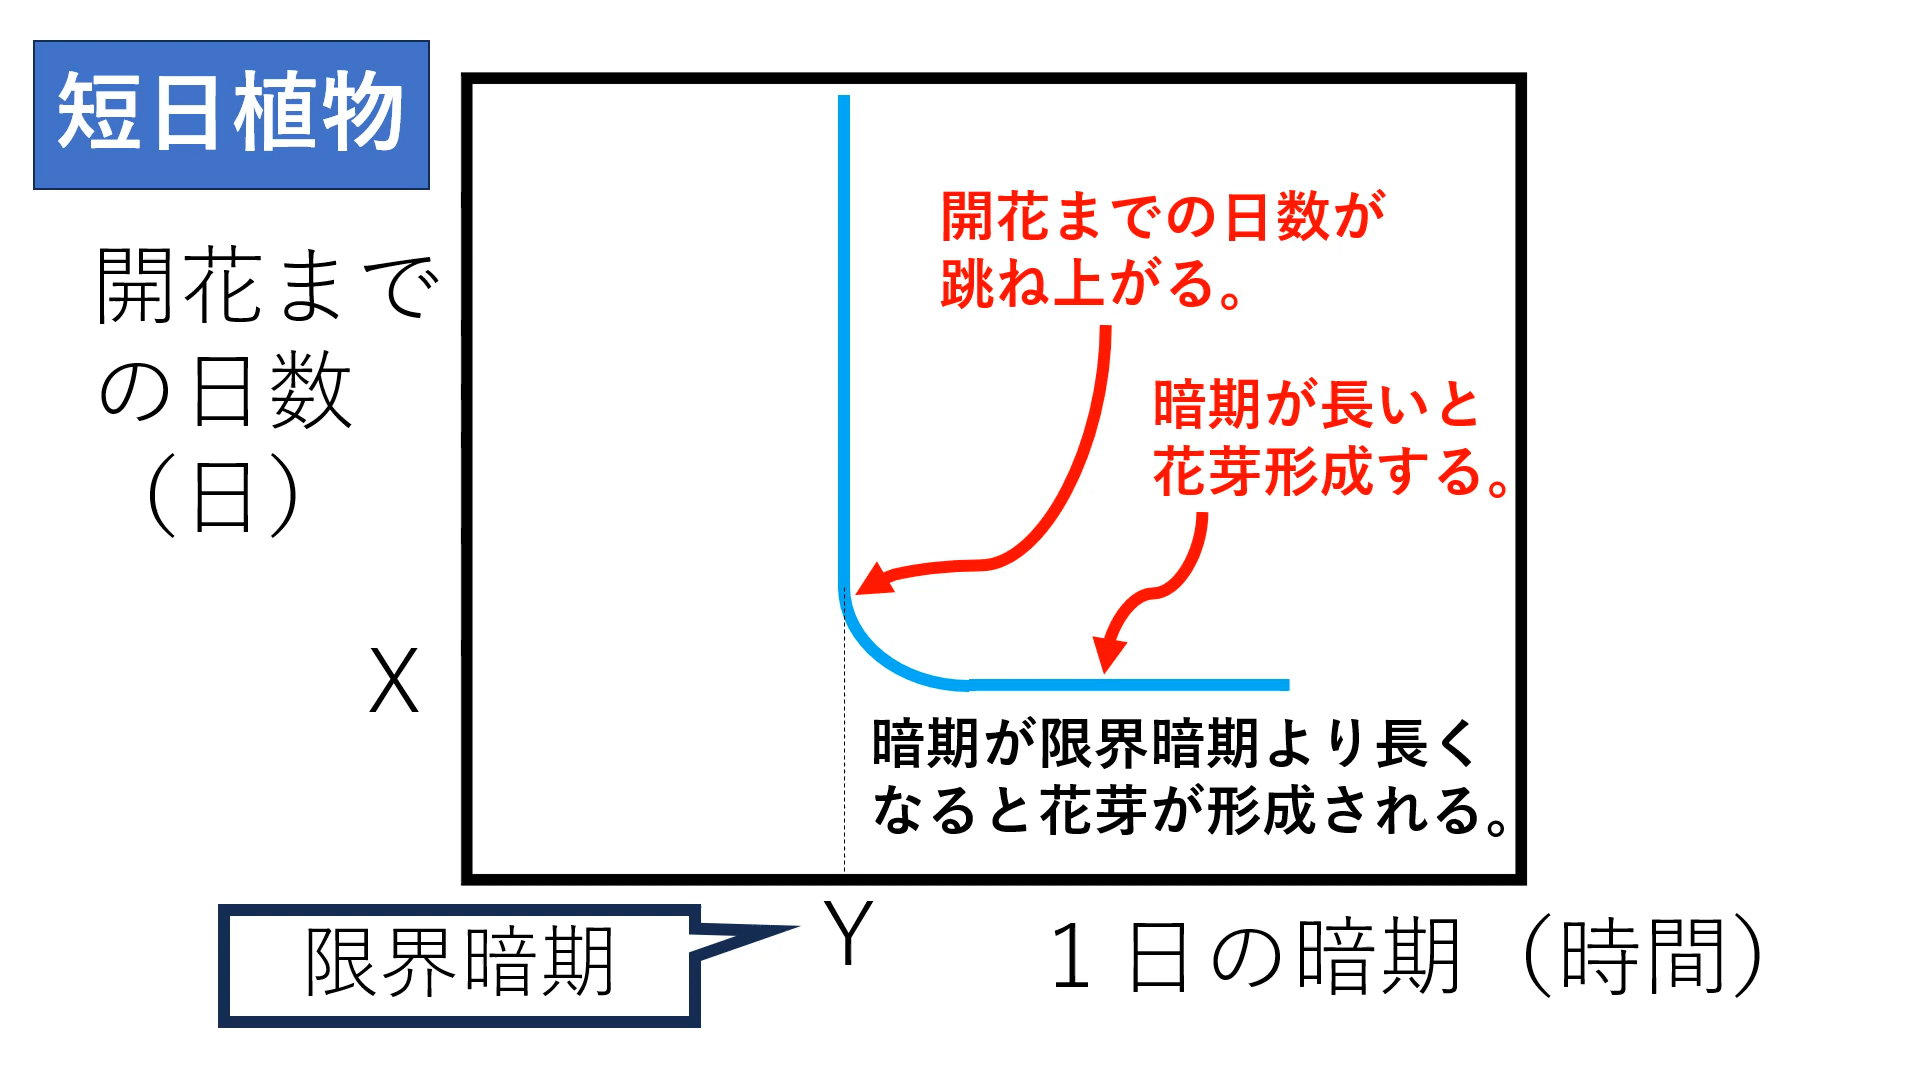 短日植物
開花まで
の日数
（日）
開花までの日数が
跳ね上がる。
暗期が長いと
花芽形成する。
X
暗期が限界暗期より長く
なると花芽が形成される。
限界暗期
Y
１日の暗期（時間）